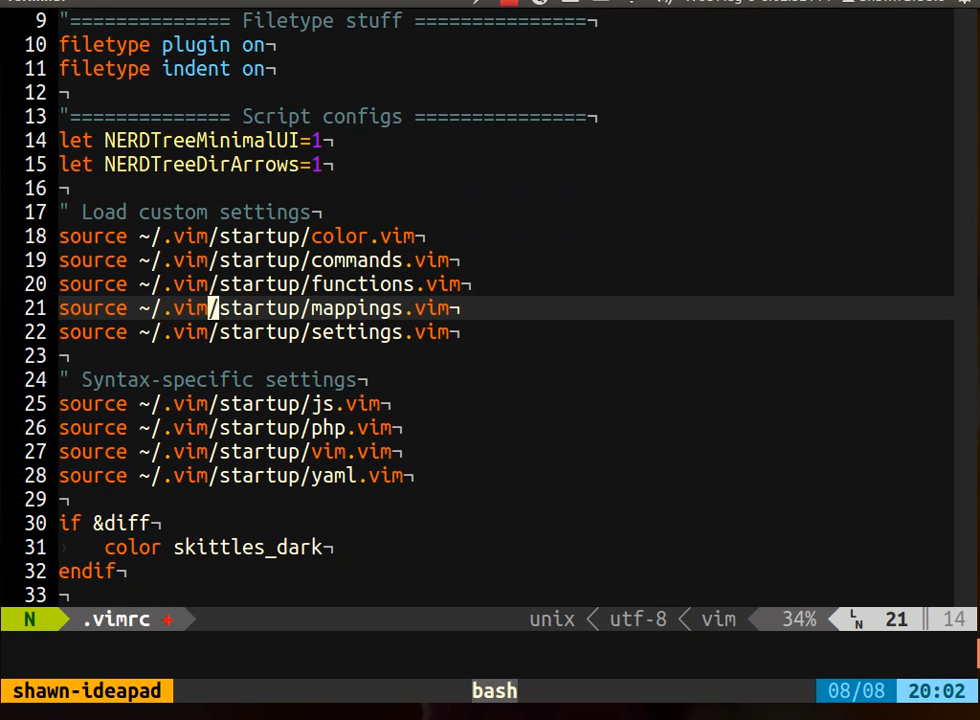 9 "============== Filetype stuff ===============¬
10 filetype plugin on¬
11 filetype indent on¬
12 ¬
13 "============== Script configs ===============¬
14 let NERDTreeMinimalUI=1¬
15 let NERDTreeDirArrows=1¬
16 ¬
17 " Load custom settings¬
18 source ~/.vim/startup/color.vim¬
19 source ~/.vim/startup/commands.vim¬
20 source ~/.vim/startup/functions.vim¬
21 source ~/.vim/startup/mappings.vim¬
22 source ~/.vim/startup/settings.vim¬
23 ¬
24 " Syntax-specific settings¬
25 source ~/.vim/startup/js.vim¬
26 source ~/.vim/startup/php.vim¬
27 source ~/.vim/startup/vim.vim¬
28 source ~/.vim/startup/yaml.vim¬
29 ¬
30 if &diff¬
31 › color skittles_dark¬
32 endif¬
33 ¬
N .vimrc + unix < utf-8 < vim 34% LN 21 || 14
shawn-ideapad bash 08/08 20:02